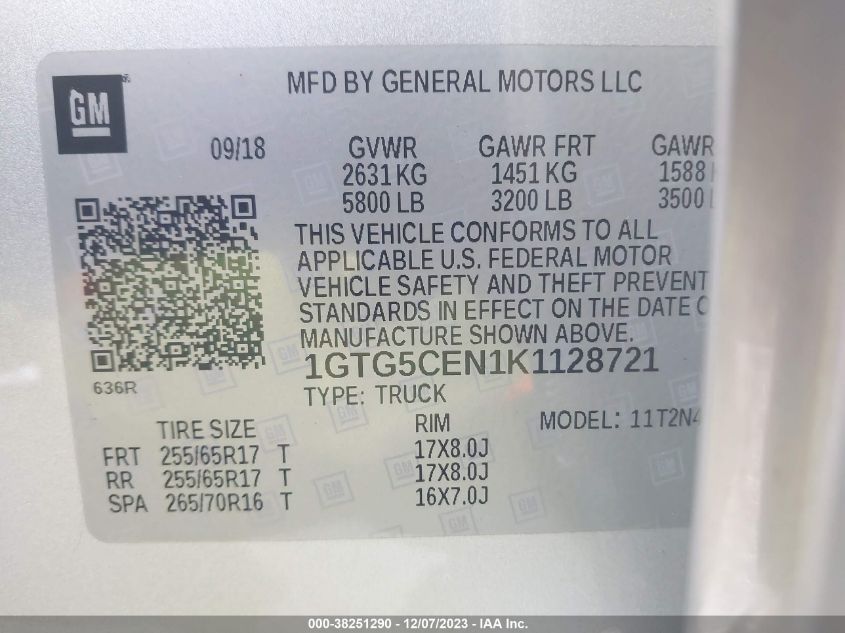 MFD BY GENERAL MOTORS LLC
GM
09/18 GVWR GAWR FRT GAWR
2631 KG 1451 KG 1588
5800 LB 3200 LB 3500
THIS VEHICLE CONFORMS TO ALL
APPLICABLE U.S. FEDERAL MOTOR
VEHICLE SAFETY AND THEFT PREVENT
STANDARDS IN EFFECT ON THE DATE
MANUFACTURE SHOWN ABOVE.
1GTG5CEN1K1128721
636R
TYPE: TRUCK
TIRE SIZE RIM MODEL: 11T2N4
FRT 255/65R17 T 17X8.0J
RR 255/65R17 T 17X8.0J
SPA 265/70R16 T 16X7.0J
000-38251290 - 12/07/2023 - IAA Inc.